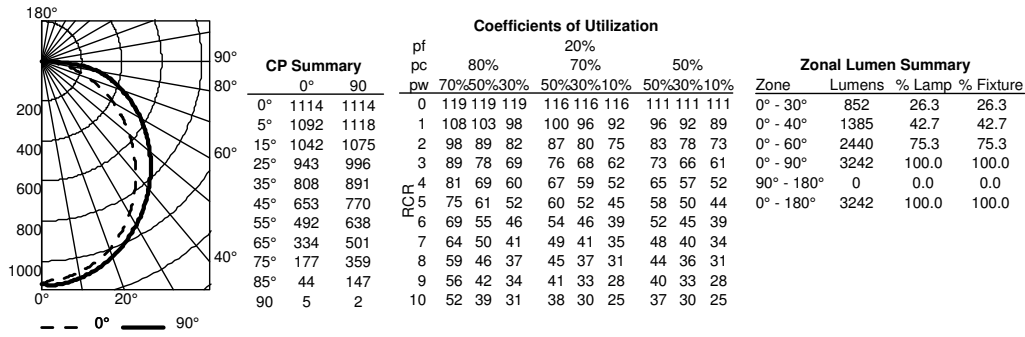 180°
90°
80°
200
400
60°
600
800
40°
1000
0° 20°
0° 90°
CP Summary
0° 90
0° 1114 1114
5° 1092 1118
15° 1042 1075
25° 943 996
35° 808 891
45° 653 770
55° 492 638
65° 334 501
75° 177 359
85° 44 147
90 5 2
Coefficients of Utilization
pf 20%
pc 80% 70% 50%
pw 70%50%30% 50%30%10% 50%30%10%
RCR
0 119 119 119 116 116 116 111 111 111
1 108 103 98 100 96 92 96 92 89
2 98 89 82 87 80 75 83 78 73
3 89 78 69 76 68 62 73 66 61
4 81 69 60 67 59 52 65 57 52
5 75 61 52 60 52 45 58 50 44
6 69 55 46 54 46 39 52 45 39
7 64 50 41 49 41 35 48 40 34
8 59 46 37 45 37 31 44 36 31
9 56 42 34 41 33 28 40 33 28
10 52 39 31 38 30 25 37 30 25
Zonal Lumen Summary
Zone Lumens % Lamp % Fixture
0° - 30° 852 26.3 26.3
0° - 40° 1385 42.7 42.7
0° - 60° 2440 75.3 75.3
0° - 90° 3242 100.0 100.0
90° - 180° 0 0.0 0.0
0° - 180° 3242 100.0 100.0